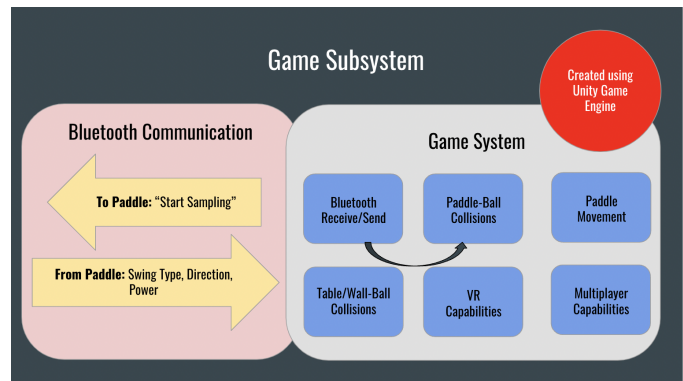 Game Subsystem
Created using
Unity Game
Engine
Bluetooth Communication
To Paddle: “Start Sampling”
From Paddle: Swing Type, Direction,
Power
Game System
Bluetooth
Receive/Send
Paddle-Ball
Collisions
Paddle
Movement
Table/Wall-Ball
Collisions
VR
Capabilities
Multiplayer
Capabilities